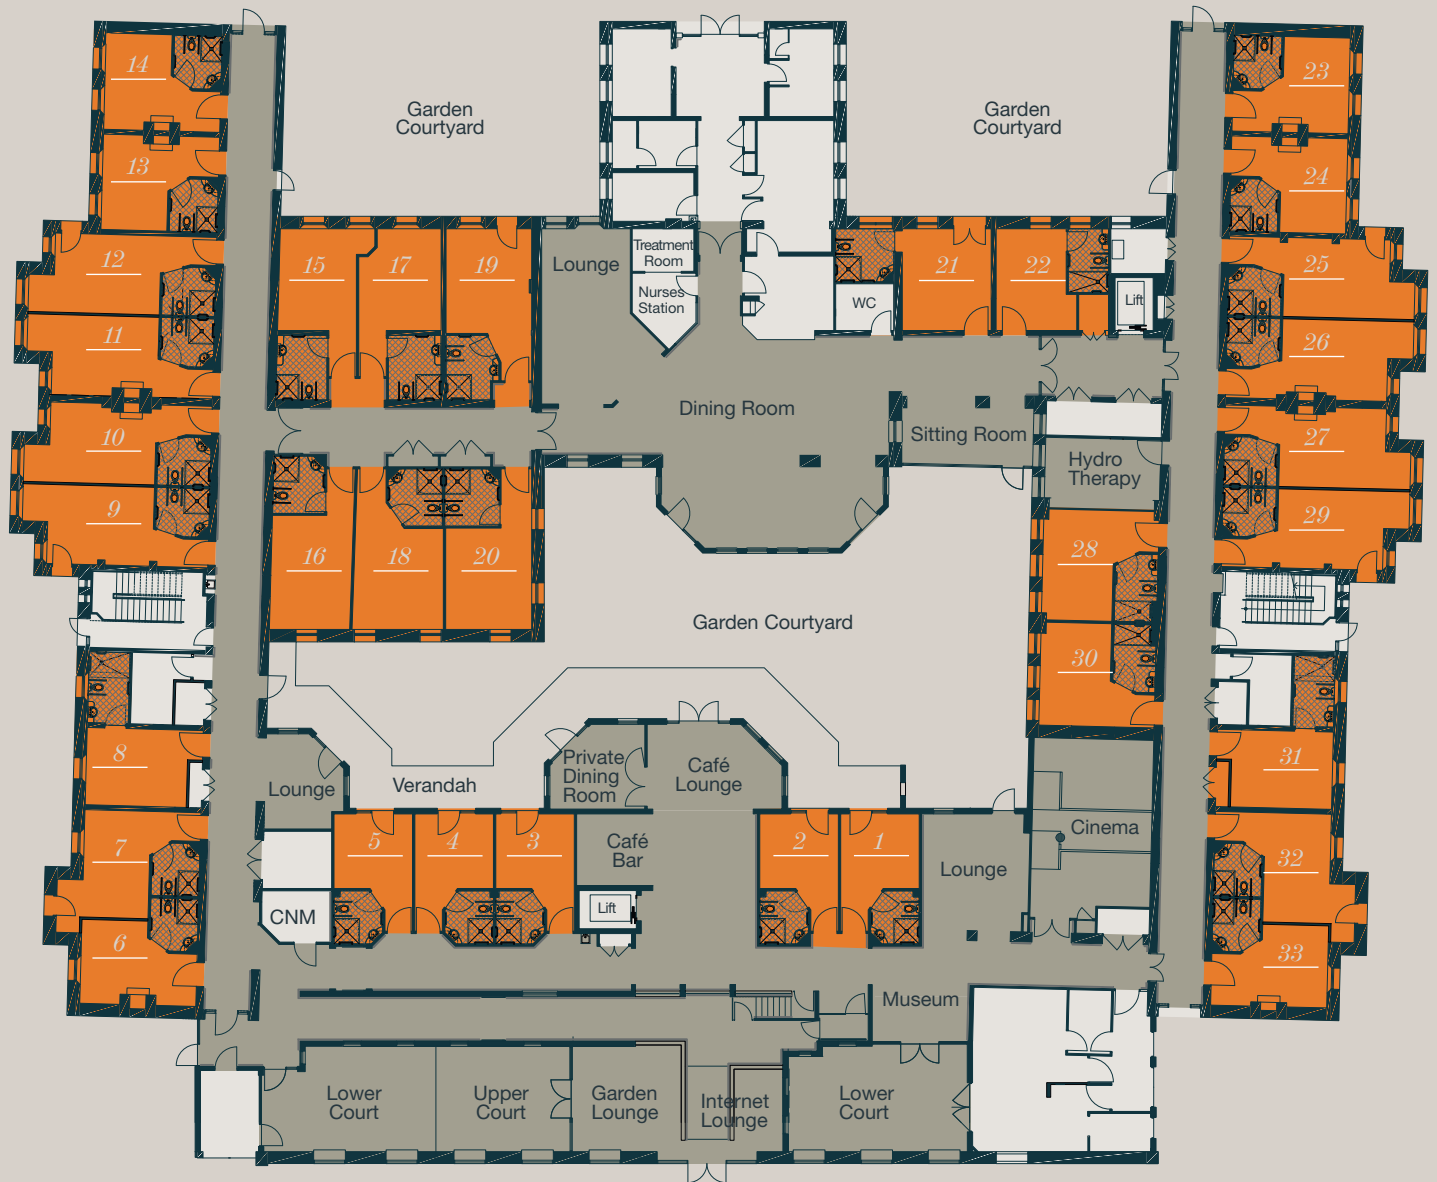 14
23
Garden
Courtyard
Garden
Courtyard
13
24
12
15
17
19
Lounge
Treatment
Room
Nurses
Station
WC
21
22
Lift
25
11
26
10
Dining Room
Sitting Room
27
Hydro
Therapy
9
29
16
18
20
28
Garden Courtyard
30
8
31
Lounge
Verandah
Private
Dining
Room
Café
Lounge
7
5
4
3
Café
Bar
2
1
Lounge
Cinema
32
CNM
Lift
6
33
Museum
Lower
Court
Upper
Court
Garden
Lounge
Internet
Lounge
Lower
Court